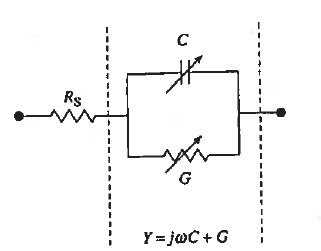 C
R_S
G
Y = jωC + G